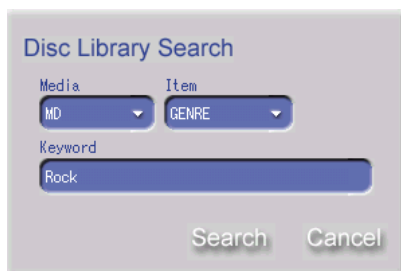 Disc Library Search
Media Item
MD GENRE
Keyword
Rock
Search Cancel